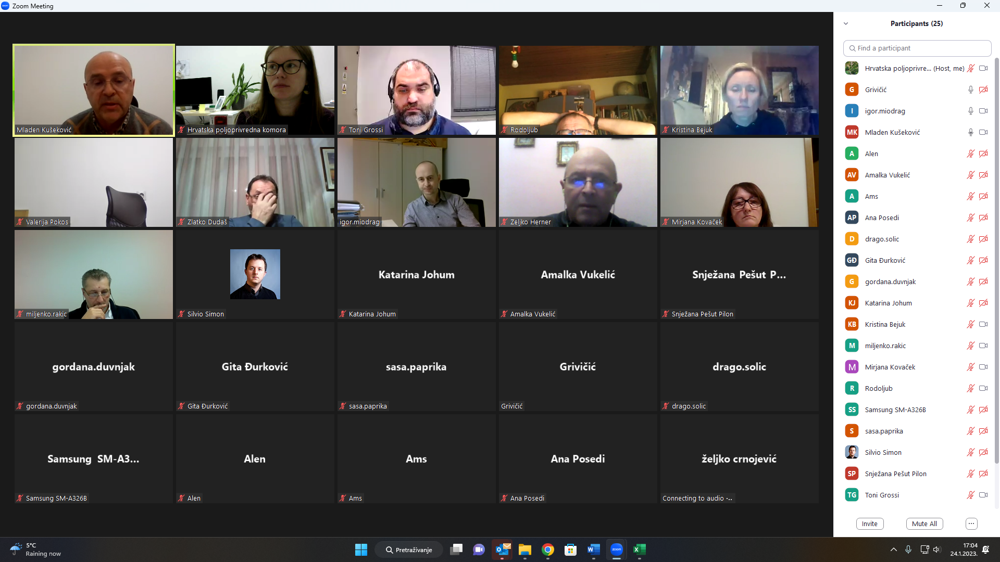 Zoom Meeting
Mladen Kušeković
Hrvatska poljoprivredna komora
Toni Grossi
Rodoljub
Kristina Bejuk
Valerija Pokos
Zlatko Dudaš
igor.miodrag
Zeljko Herner
Mirjana Kovaček
miljenko.rakic
Silvio Simon
Katarina Johum
Katarina Johum
Amalka Vukelić
Amalka Vukelić
Snježana Pešut P...
Snježana Pešut Pilon
gordana.duvnjak
gordana.duvnjak
Gita Đurković
Gita Đurković
sasa.paprika
sasa.paprika
Grivičić
Grivičić
drago.solic
drago.solic
Samsung SM-A3...
Samsung SM-A326B
Alen
Alen
Ams
Ams
Ana Posedi
Ana Posedi
željko crnojević
Connecting to audio ...
Participants (25)
Find a participant
Hrvatska poljoprivre... (Host, me)
G Grivičić
I igor.miodrag
MK Mladen Kušeković
A Alen
AV Amalka Vukelić
A Ams
AP Ana Posedi
D drago.solic
GĐ Gita Đurković
G gordana.duvnjak
KJ Katarina Johum
KB Kristina Bejuk
M miljenko.rakic
M Mirjana Kovaček
R Rodoljub
SS Samsung SM-A326B
S sasa.paprika
Silvio Simon
SP Snježana Pešut Pilon
TG Toni Grossi
Invite
Mute All
...
5°C
Raining now
Pretraživanje
zoom
17:04
24.1.2023.